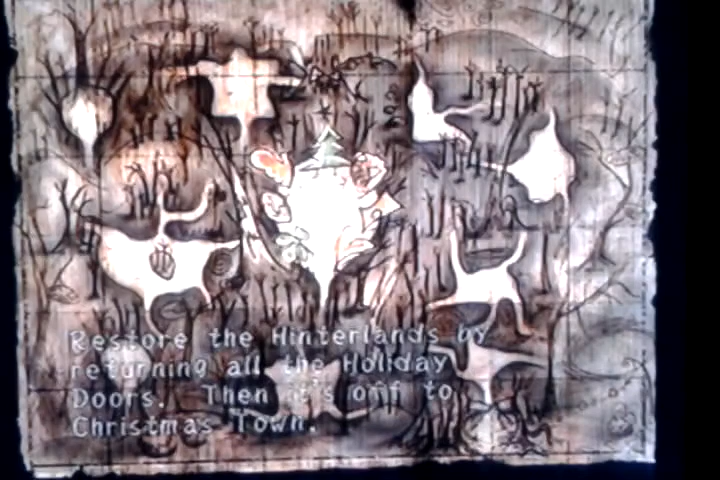 Restore the Hinterlands by
returning all the Holiday
Doors. Then it's off to
Christmas Town.